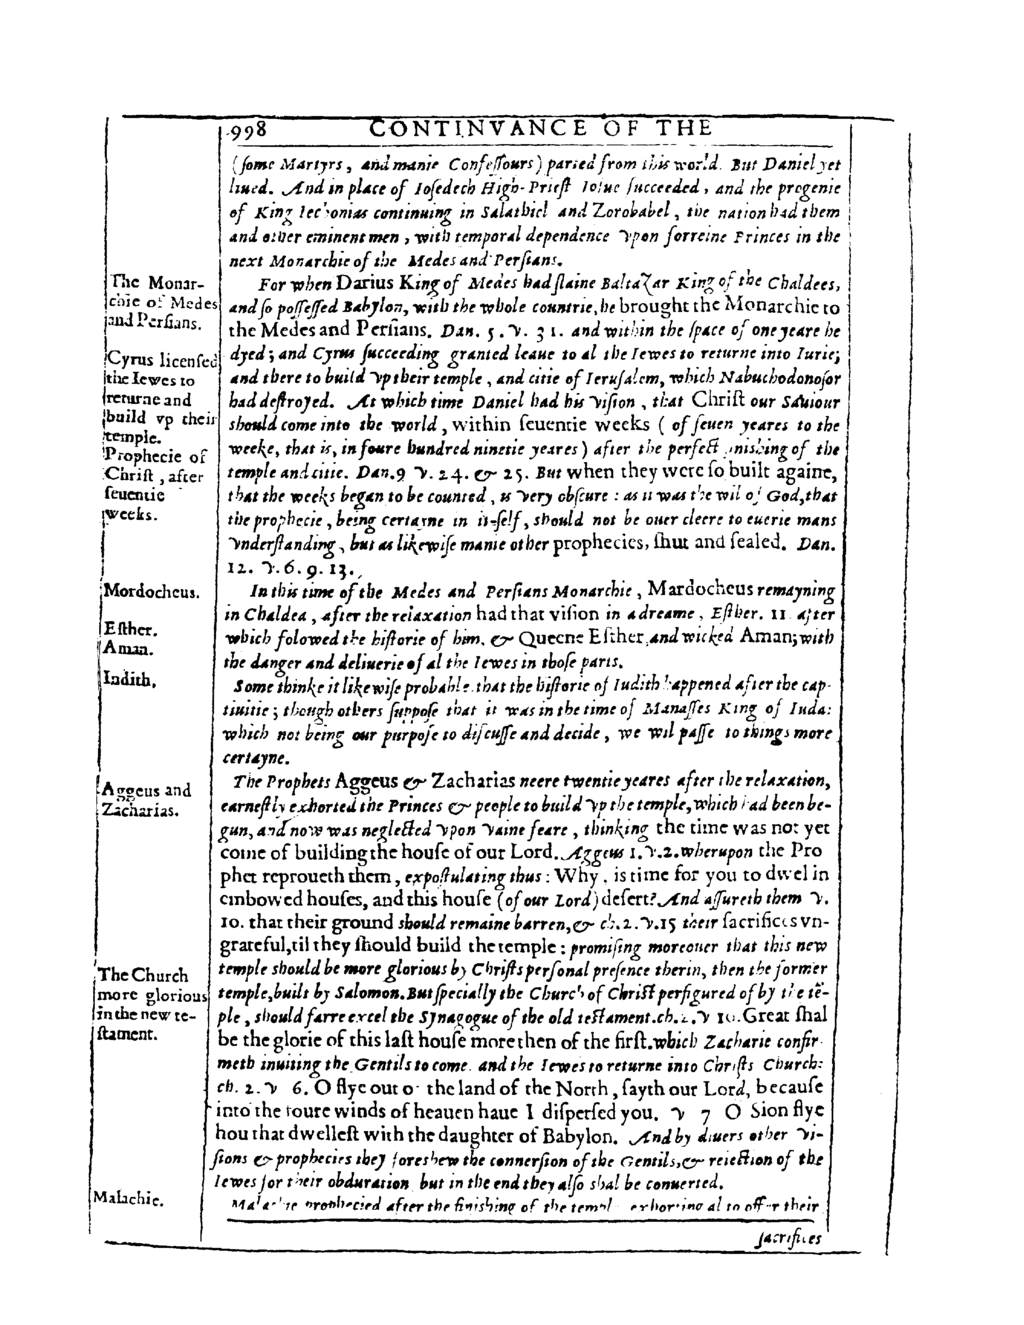 998 CONTINVANCE OF THE
(ſome Martyrs, and manie Confeſſours) parted from this world. But Daniel yet
liued. And in place of Ioſedech High-Prieſt Ioſue ſucceeded, and the progenie
of King Iechonias continuing in Salathiel and Zorobabel, the nation had them
and other eminent men, with temporal dependence vpon forreine Princes in the
next Monarchie of the Medes and Perſians.
The Monar-
chie of Medes
and Perſians.
For when Darius King of Medes had ſlaine Baltaʒar King of the Chaldees,
and ſo poſſeſſed Babylon, with the whole countrie, he brought the Monarchie to
the Medes and Perſians. Dan. 5. v. 31. and within the ſpace of one yeare he
Cyrus licenſed
the Iewes to
returne and
build vp their
temple.
Prophecie of
Chriſt, after
ſeuentie
weeks.
dyed; and Cyrus ſucceeding granted leaue to al the Iewes to returne into Iurie;
and there to build vp their temple, and citie of Ieruſalem, which Nabuchodonoſor
had deſtroyed. At which time Daniel had his viſion, that Chriſt our Sauiour
should come into the world, within ſeuentie weeks (of ſeuen yeares to the
weeke, that is, in foure hundred ninetie yeares) after the perfect finishing of the
temple and citie. Dan. 9 v. 24. & 25. But when they were ſo built againe,
that the weeks began to be counted, is very obſcure: as it was the wil of God, that
the prophecie, being certayne in it-ſelf, should not be ouer cleere to euerie mans
vnderſtanding, but as likewiſe manie other prophecies, ſhut and ſealed. Dan.
12. v. 6. 9. 13.
Mordocheus.
Eſther.
Aman.
In this time of the Medes and Perſians Monarchie, Mardocheus remayning
in Chaldea, after the relaxation had that viſion in a dreame, Eſther. 11 after
which folowed the hiſtorie of him, & Queene Eſther, and wicked Aman; with
the danger and deliuerie of al the Iewes in thoſe parts.
Iudith.
Some thinke it likewiſe probable, that the hiſtorie of Iudith happened after the cap-
tiuitie; though others ſuppoſe that it was in the time of Manaſſes King of Iuda:
which not being our purpoſe to diſcuſſe and decide, we wil paſſe to things more
certayne.
Aggeus and
Zacharias.
The Prophets Aggeus & Zacharias neere twentie yeares after the relaxation,
earneſtly exhorted the Princes & people to build vp the temple, which had been be-
gun, and now was neglected vpon vaine feare, thinking the time was not yet
come of building the houſe of our Lord. Aggeus 1. v. 2. wherupon the Pro
phet reproueth them, expoſtulating thus: Why, is time for you to dwel in
embowed houſes, and this houſe (of our Lord) deſert? And aſſureth them v.
10. that their ground should remaine barren, & ch. 2. v. 15 their ſacrifices vn-
grateful, til they ſhould build the temple: promiſing moreouer that this new
The Church
more glorious
in the new te-
ſtament.
temple should be more glorious by Chriſts perſonal preſence therin, then the former
temple, built by Salomon. But ſpecially the Church of Chriſt perfigured of by the tē-
ple, should farre excel the Synagogue of the old teſtament. ch. 2. v 10. Great ſhal
be the glorie of this laſt houſe more then of the firſt. which Zacharie confir-
meth inuiting the Gentils to come, and the Iewes to returne into Chriſts Church:
ch. 2. v 6. O flye out o the land of the North, ſayth our Lord, becauſe
into the foure winds of heauen haue I diſperſed you. v 7 O Sion flye
hou that dwelleſt with the daughter of Babylon. And by diuers other vi-
ſions & prophecies they foreshew the conuerſion of the Gentils, & reiection of the
Iewes for their obduration, but in the end they alſo shal be conuerted.
Malachie.
Malachie prophecied after the finishing of the temple exhorting al to offer their
ſacrifices